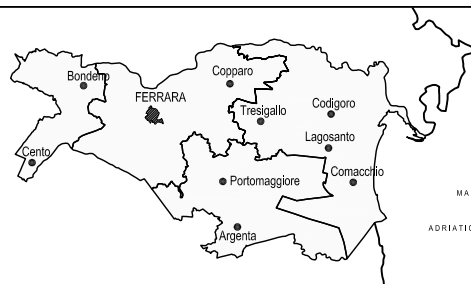 Bondeno
Copparo
FERRARA
Tresigallo
Codigoro
Lagosanto
Cento
Portomaggiore
Comacchio
MA
Argenta
ADRIATIC